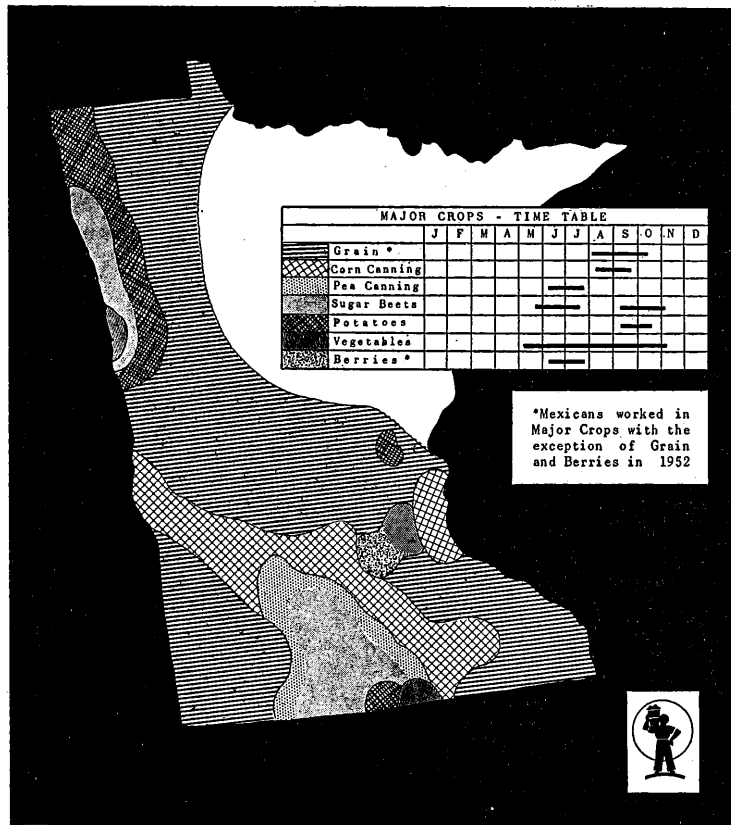 MAJOR CROPS - TIME TABLE
J F M A M J J A S O N D
Grain *
Corn Canning
Pea Canning
Sugar Beets
Potatoes
Vegetables
Berries *
*Mexicans worked in
Major Crops with the
exception of Grain
and Berries in 1952